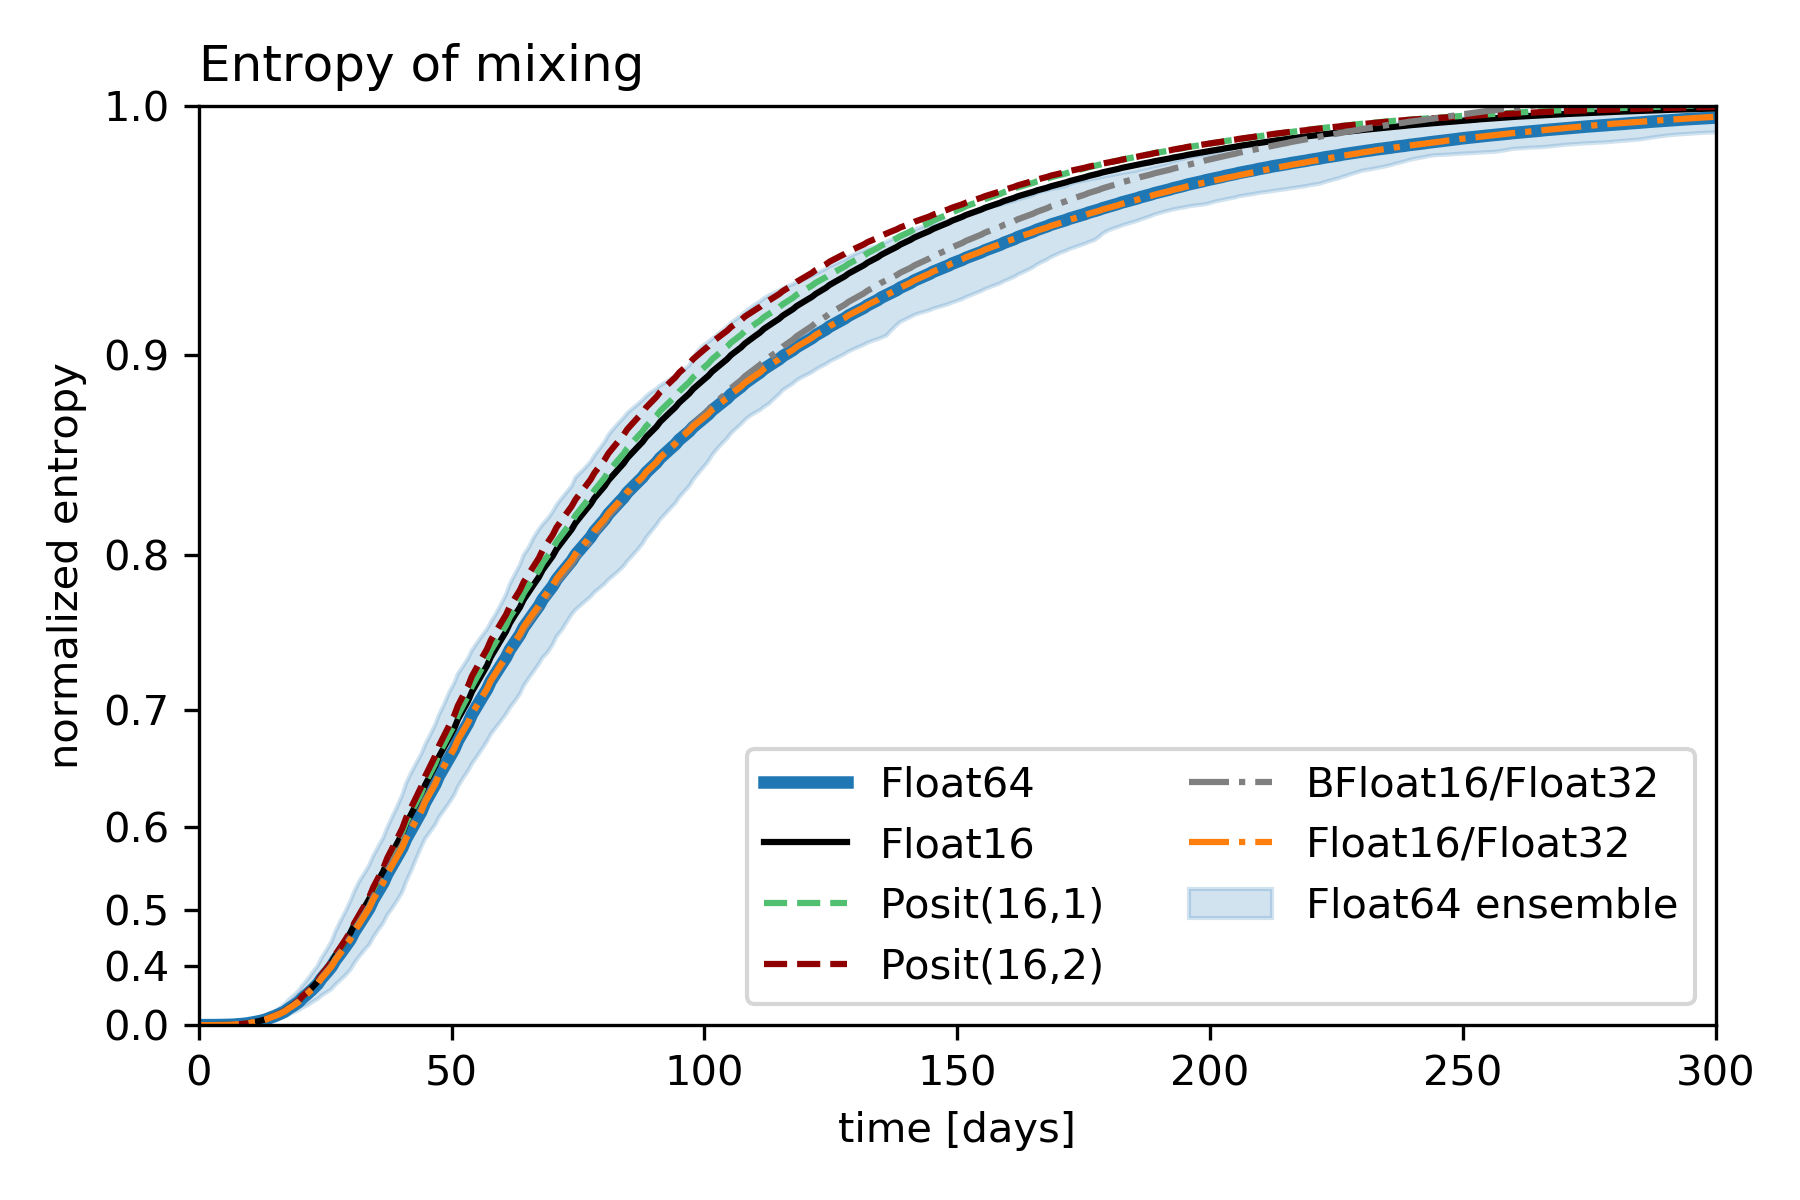 Entropy of mixing
normalized entropy
1.0
0.9
0.8
0.7
0.6
0.5
0.4
0.0
0 50 100 150 200 250 300
time [days]
Float64
Float16
Posit(16,1)
Posit(16,2)
BFloat16/Float32
Float16/Float32
Float64 ensemble